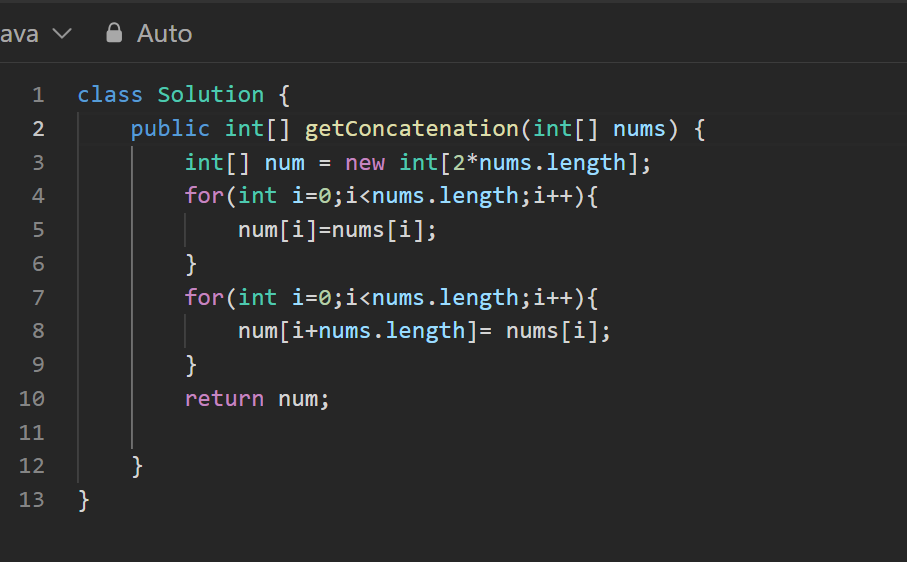 ava Auto
1 class Solution {
2     public int[] getConcatenation(int[] nums) {
3         int[] num = new int[2*nums.length];
4         for(int i=0;i<nums.length;i++){
5             num[i]=nums[i];
6         }
7         for(int i=0;i<nums.length;i++){
8             num[i+nums.length]= nums[i];
9         }
10         return num;
11
12     }
13 }